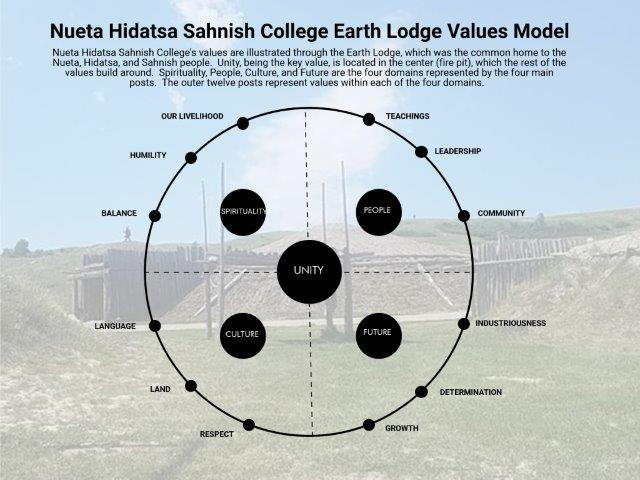 Nueta Hidatsa Sahnish College Earth Lodge Values Model
Nueta Hidatsa Sahnish College's values are illustrated through the Earth Lodge, which was the common home to the
Nueta, Hidatsa, and Sahnish people. Unity, being the key value, is located in the center (fire pit), which the rest of the
values build around. Spirituality, People, Culture, and Future are the four domains represented by the four main
posts. The outer twelve posts represent values within each of the four domains.
OUR LIVELIHOOD
TEACHINGS
HUMILITY
LEADERSHIP
BALANCE
SPIRITUALITY
PEOPLE
COMMUNITY
UNITY
LANGUAGE
CULTURE
FUTURE
INDUSTRIOUSNESS
LAND
DETERMINATION
RESPECT
GROWTH